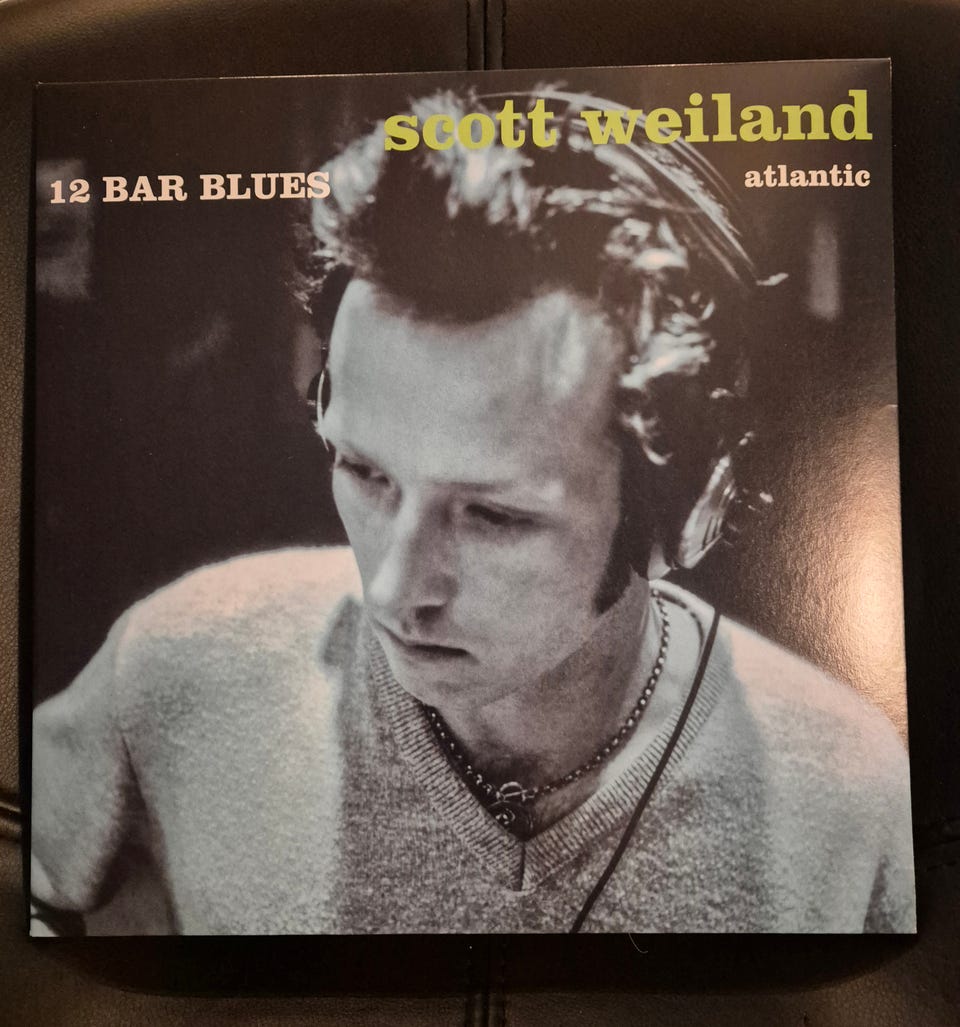 scott weiland
12 BAR BLUES
atlantic